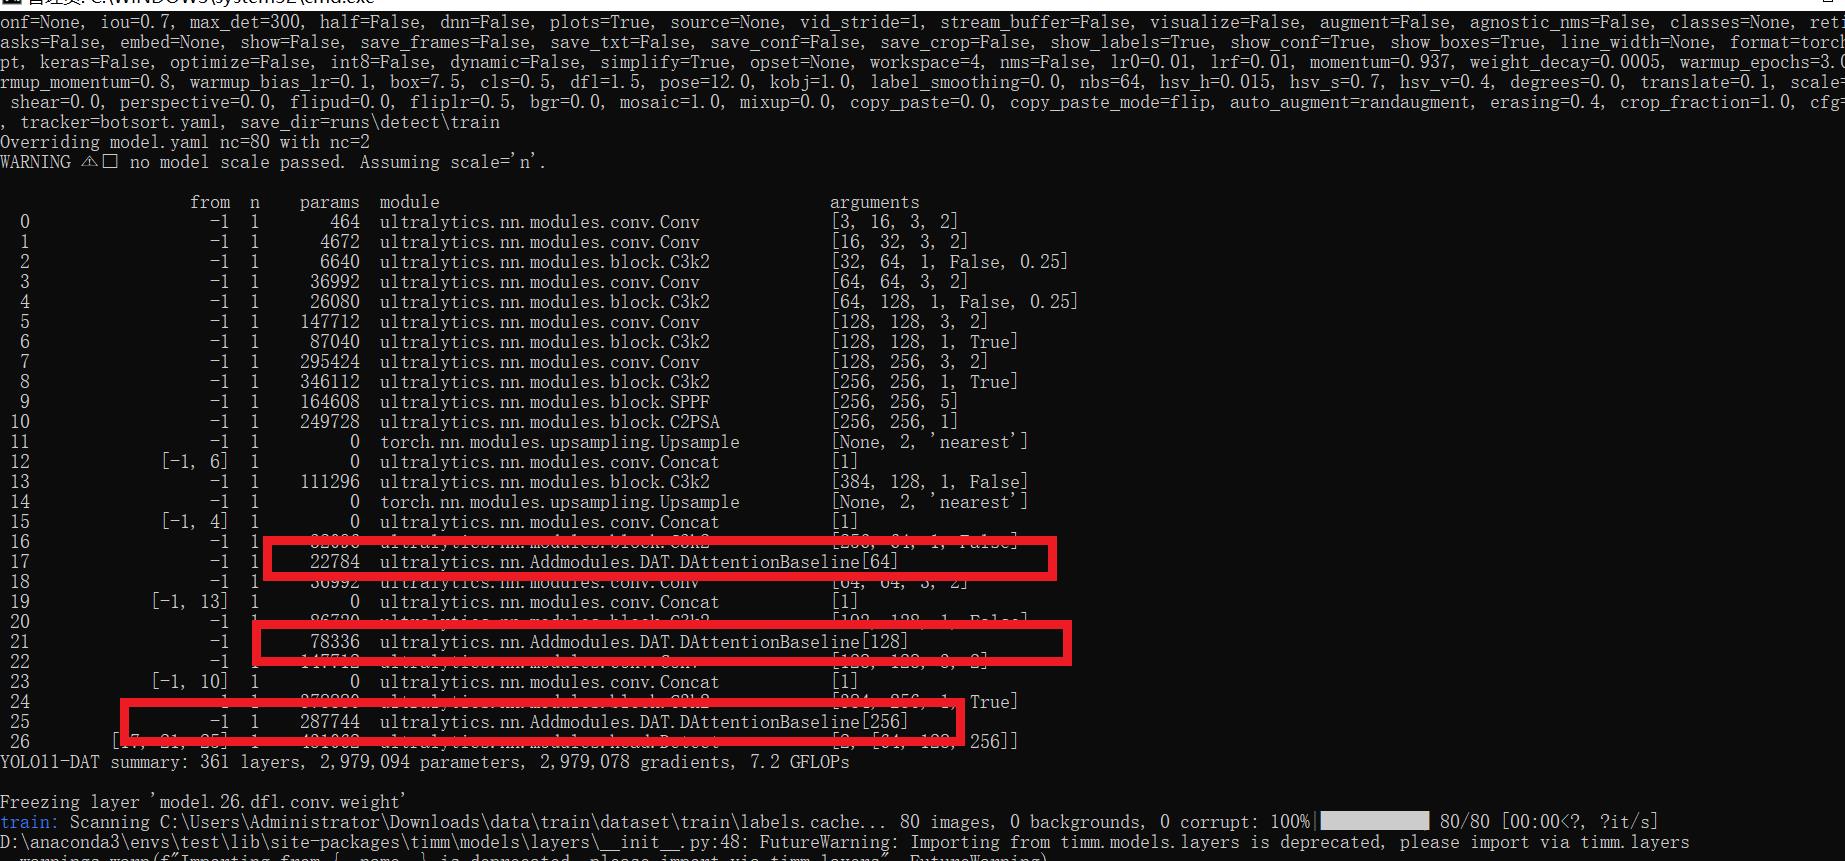 onf=None, iou=0.7, max_det=300, half=False, dnn=False, plots=True, source=None, vid_stride=1, stream_buffer=False, visualize=False, augment=False, agnostic_nms=False, classes=None, reti
asks=False, embed=None, show=False, save_frames=False, save_txt=False, save_conf=False, save_crop=False, show_labels=True, show_conf=True, show_boxes=True, line_width=None, format=torch
pt, keras=False, optimize=False, int8=False, dynamic=False, simplify=True, opset=None, workspace=4, nms=False, lr0=0.01, lrf=0.01, momentum=0.937, weight_decay=0.0005, warmup_epochs=3.0
rmup_momentum=0.8, warmup_bias_lr=0.1, box=7.5, cls=0.5, dfl=1.5, pose=12.0, kobj=1.0, label_smoothing=0.0, nbs=64, hsv_h=0.015, hsv_s=0.7, hsv_v=0.4, degrees=0.0, translate=0.1, scale=
shear=0.0, perspective=0.0, flipud=0.0, fliplr=0.5, bgr=0.0, mosaic=1.0, mixup=0.0, copy_paste=0.0, copy_paste_mode=flip, auto_augment=randaugment, erasing=0.4, crop_fraction=1.0, cfg=
, tracker=botsort.yaml, save_dir=runs\detect\train
Overriding model.yaml nc=80 with nc=2
WARNING ⚠□ no model scale passed. Assuming scale='n'.
from n params module arguments
0 -1 1 464 ultralytics.nn.modules.conv.Conv [3, 16, 3, 2]
1 -1 1 4672 ultralytics.nn.modules.conv.Conv [16, 32, 3, 2]
2 -1 1 6640 ultralytics.nn.modules.block.C3k2 [32, 64, 1, False, 0.25]
3 -1 1 36992 ultralytics.nn.modules.conv.Conv [64, 64, 3, 2]
4 -1 1 26080 ultralytics.nn.modules.block.C3k2 [64, 128, 1, False, 0.25]
5 -1 1 147712 ultralytics.nn.modules.conv.Conv [128, 128, 3, 2]
6 -1 1 87040 ultralytics.nn.modules.block.C3k2 [128, 128, 1, True]
7 -1 1 295424 ultralytics.nn.modules.conv.Conv [128, 256, 3, 2]
8 -1 1 346112 ultralytics.nn.modules.block.C3k2 [256, 256, 1, True]
9 -1 1 164608 ultralytics.nn.modules.block.SPPF [256, 256, 5]
10 -1 1 249728 ultralytics.nn.modules.block.C2PSA [256, 256, 1]
11 -1 1 0 torch.nn.modules.upsampling.Upsample [None, 2, 'nearest']
12 [-1, 6] 1 0 ultralytics.nn.modules.conv.Concat [1]
13 -1 1 111296 ultralytics.nn.modules.block.C3k2 [384, 128, 1, False]
14 -1 1 0 torch.nn.modules.upsampling.Upsample [None, 2, 'nearest']
15 [-1, 4] 1 0 ultralytics.nn.modules.conv.Concat [1]
16 -1 1
17 -1 1 22784 ultralytics.nn.Addmodules.DAT.DAttentionBaseline[64]
18 -1 1 36992 ultralytics.nn.modules.conv.Conv [64, 64, 3, 2]
19 [-1, 13] 1 0 ultralytics.nn.modules.conv.Concat [1]
20 -1 1
21 -1 78336 ultralytics.nn.Addmodules.DAT.DAttentionBaseline[128]
22 -1 1 147712 ultralytics.nn.modules.conv.Conv [128, 128, 3, 2]
23 [-1, 10] 1 0 ultralytics.nn.modules.conv.Concat [1]
24 True]
25 -1 1 287744 ultralytics.nn.Addmodules.DAT.DAttentionBaseline[256]
26 256]]
YOLO11-DAT summary: 361 layers, 2,979,094 parameters, 2,979,078 gradients, 7.2 GFLOPs
Freezing layer 'model.26.dfl.conv.weight'
train: Scanning C:\Users\Administrator\Downloads\data\train\dataset\train\labels.cache... 80 images, 0 backgrounds, 0 corrupt: 100%| 80/80 [00:00<?, ?it/s]
D:\anaconda3\envs\test\lib\site-packages\timm\models\layers\__init__.py:48: FutureWarning: Importing from timm.models.layers is deprecated, please import via timm.layers